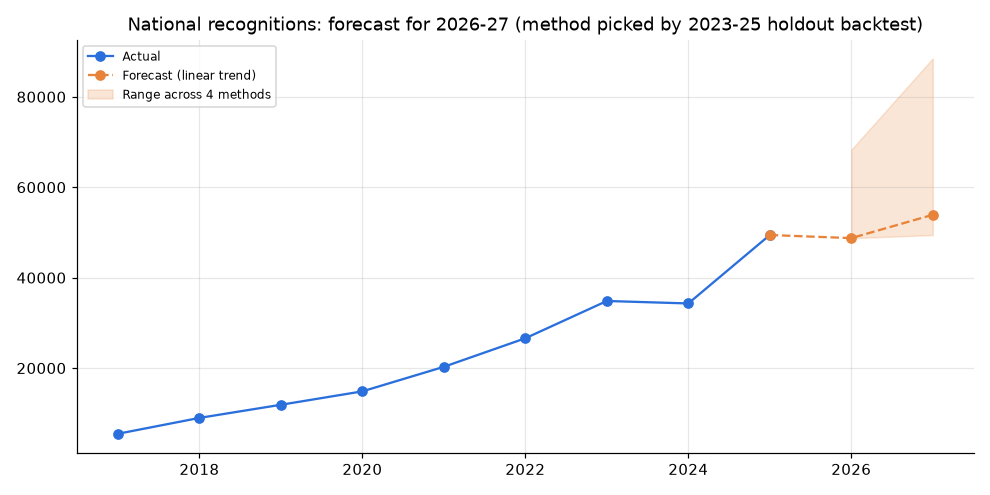 National recognitions: forecast for 2026-27 (method picked by 2023-25 holdout backtest)
Actual
Forecast (linear trend)
Range across 4 methods
80000
60000
40000
20000
2018
2020
2022
2024
2026